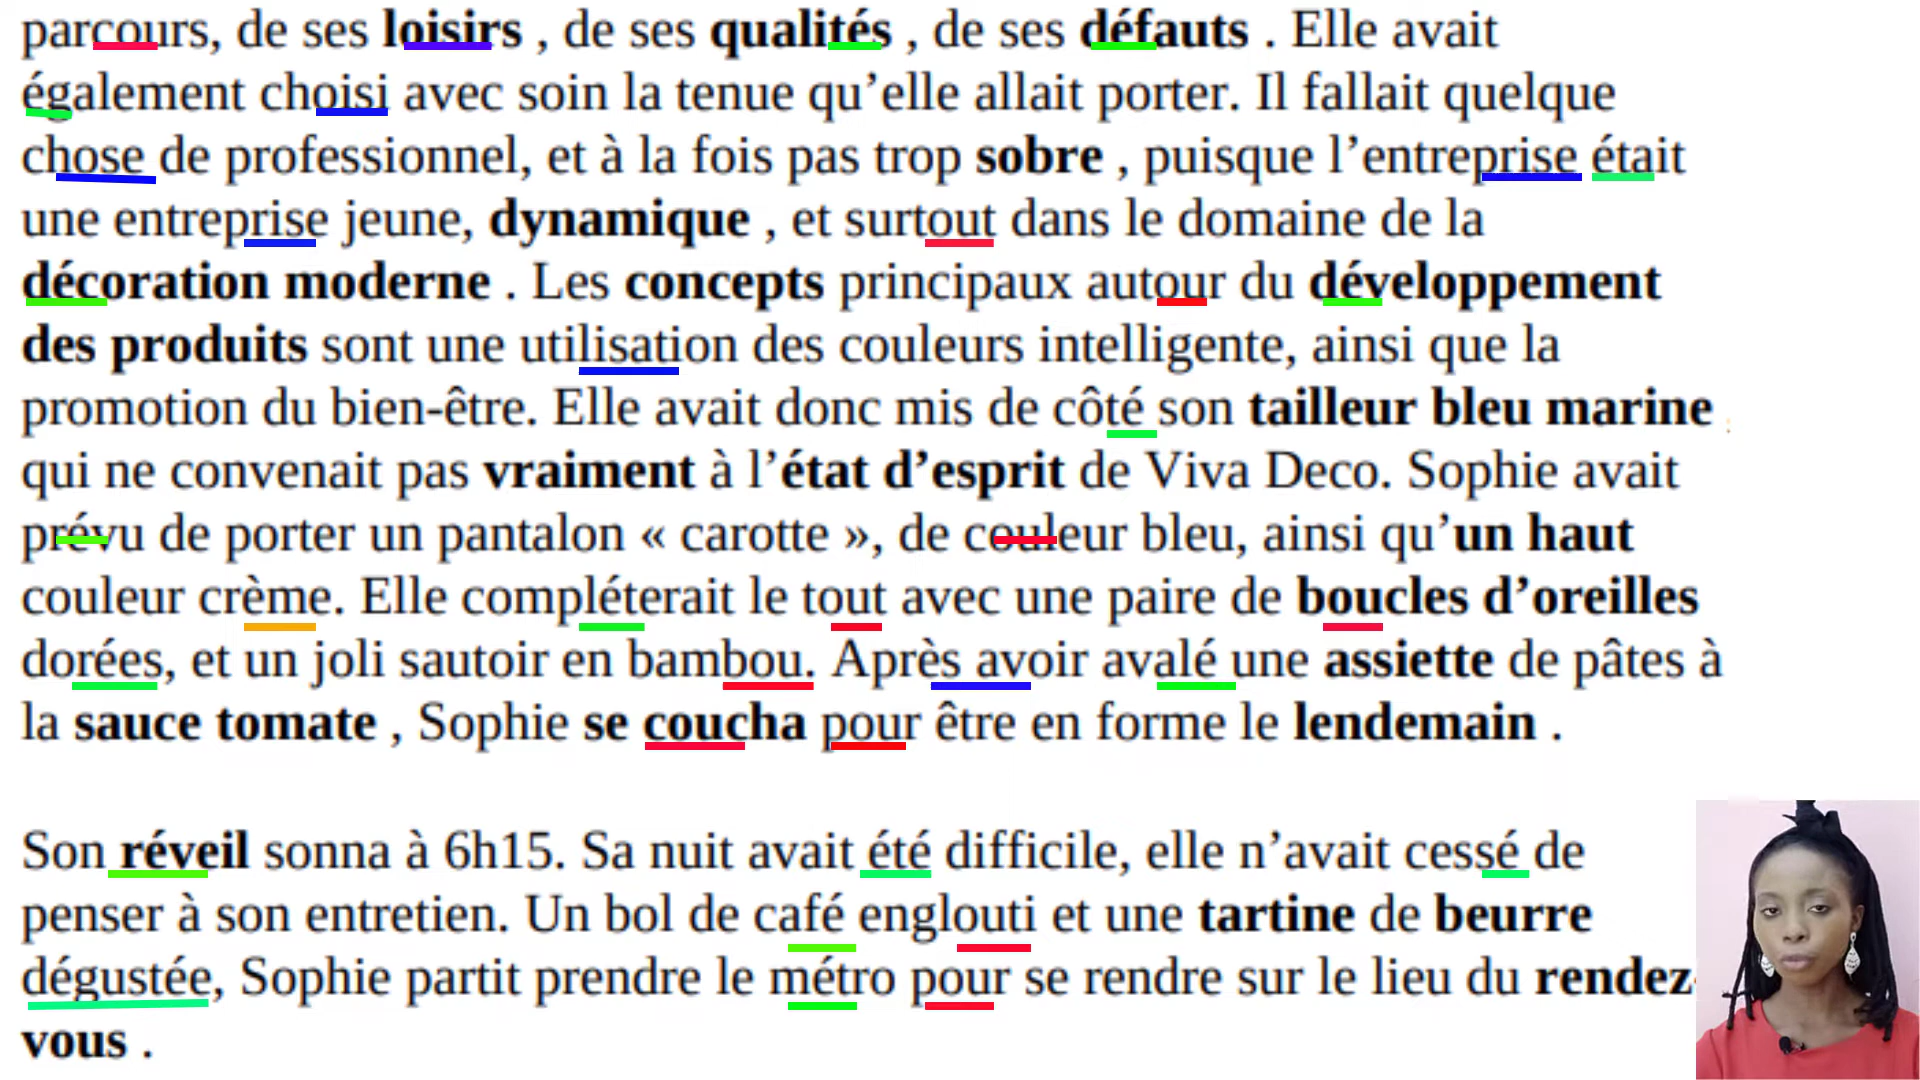 parcours, de ses loisirs , de ses qualités , de ses défauts . Elle avait
également choisi avec soin la tenue qu’elle allait porter. Il fallait quelque
chose de professionnel, et à la fois pas trop sobre , puisque l’entreprise était
une entreprise jeune, dynamique , et surtout dans le domaine de la
décoration moderne . Les concepts principaux autour du développement
des produits sont une utilisation des couleurs intelligente, ainsi que la
promotion du bien-être. Elle avait donc mis de côté son tailleur bleu marine
qui ne convenait pas vraiment à l’état d’esprit de Viva Deco. Sophie avait
prévu de porter un pantalon « carotte », de couleur bleu, ainsi qu’un haut
couleur crème. Elle compléterait le tout avec une paire de boucles d’oreilles
dorées, et un joli sautoir en bambou. Après avoir avalé une assiette de pâtes à
la sauce tomate , Sophie se coucha pour être en forme le lendemain .
Son réveil sonna à 6h15. Sa nuit avait été difficile, elle n’avait cessé de
penser à son entretien. Un bol de café englouti et une tartine de beurre
dégustée, Sophie partit prendre le métro pour se rendre sur le lieu du rendez-
vous .